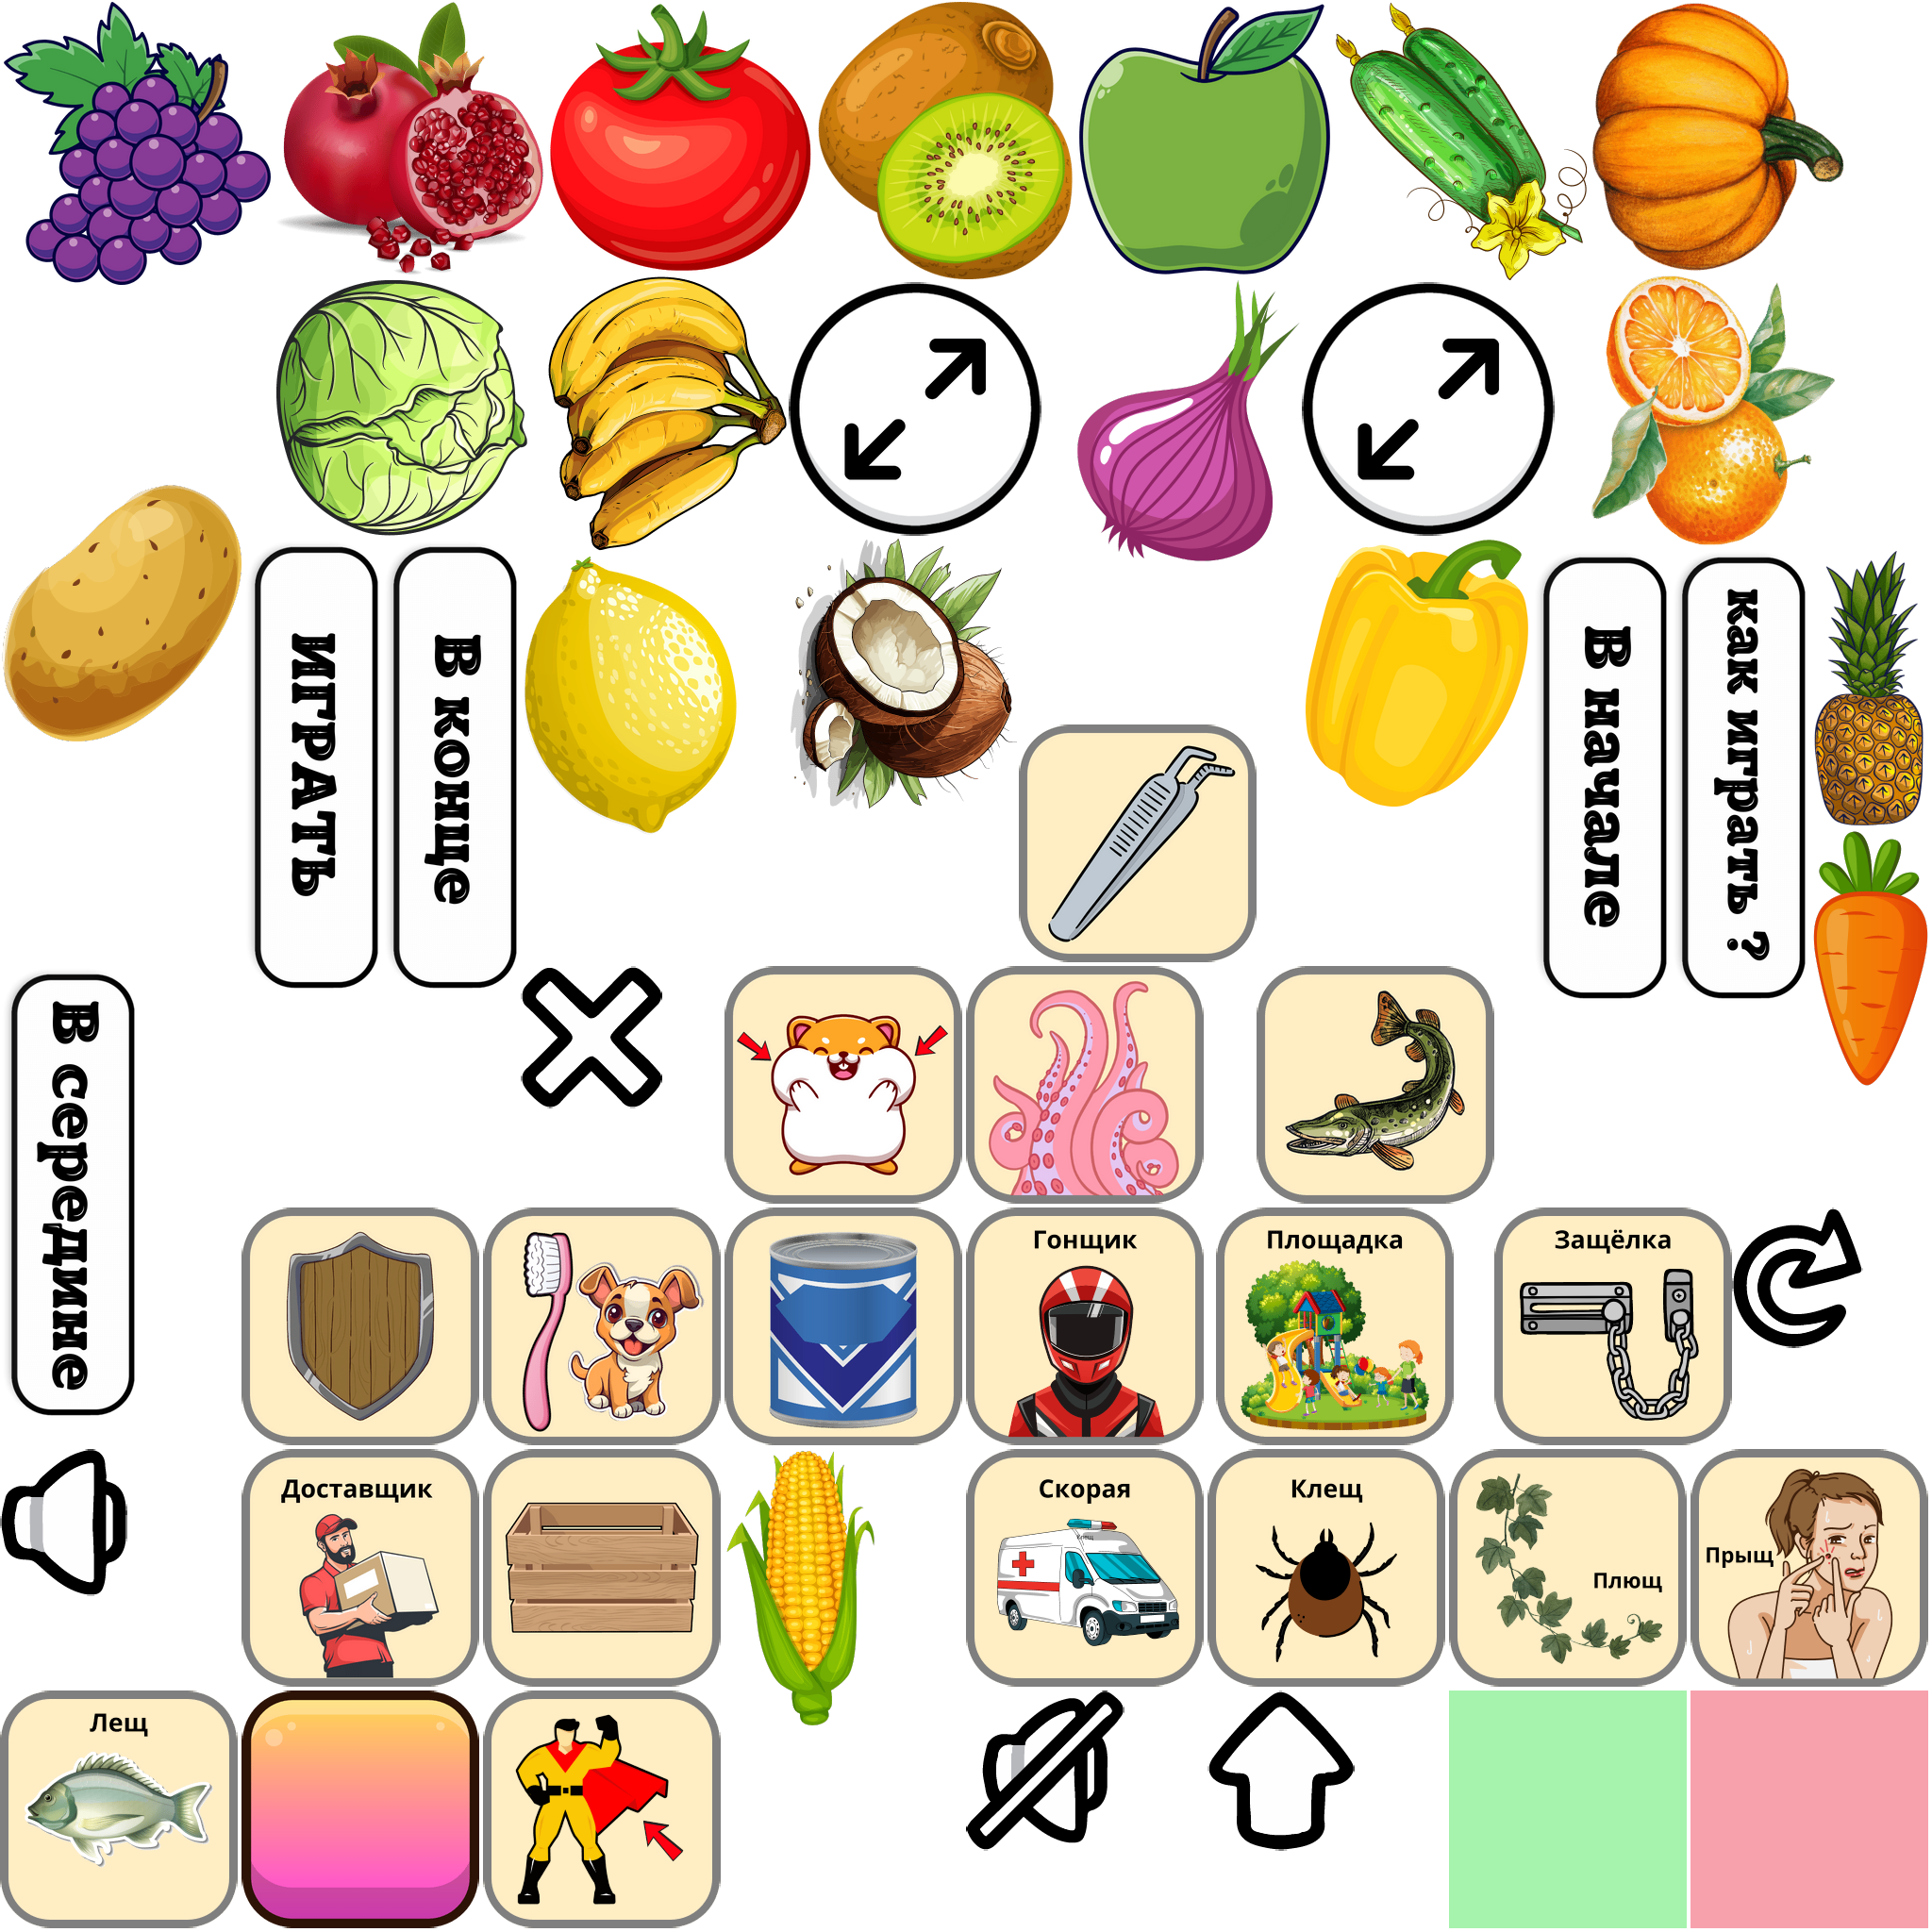 ИГРАТЬ
В конце
В начале
как играть ?
В середине
Гонщик
Площадка
Защёлка
Доставщик
Скорая
Клещ
Плющ
Прыщ
Лещ